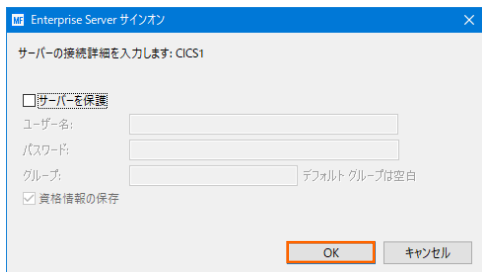 MF Enterprise Server サインオン
サーバーの接続詳細を入力します: CICS1
サーバーを保護
ユーザー名:
パスワード:
グループ: デフォルト グループは空白
資格情報の保存
OK キャンセル